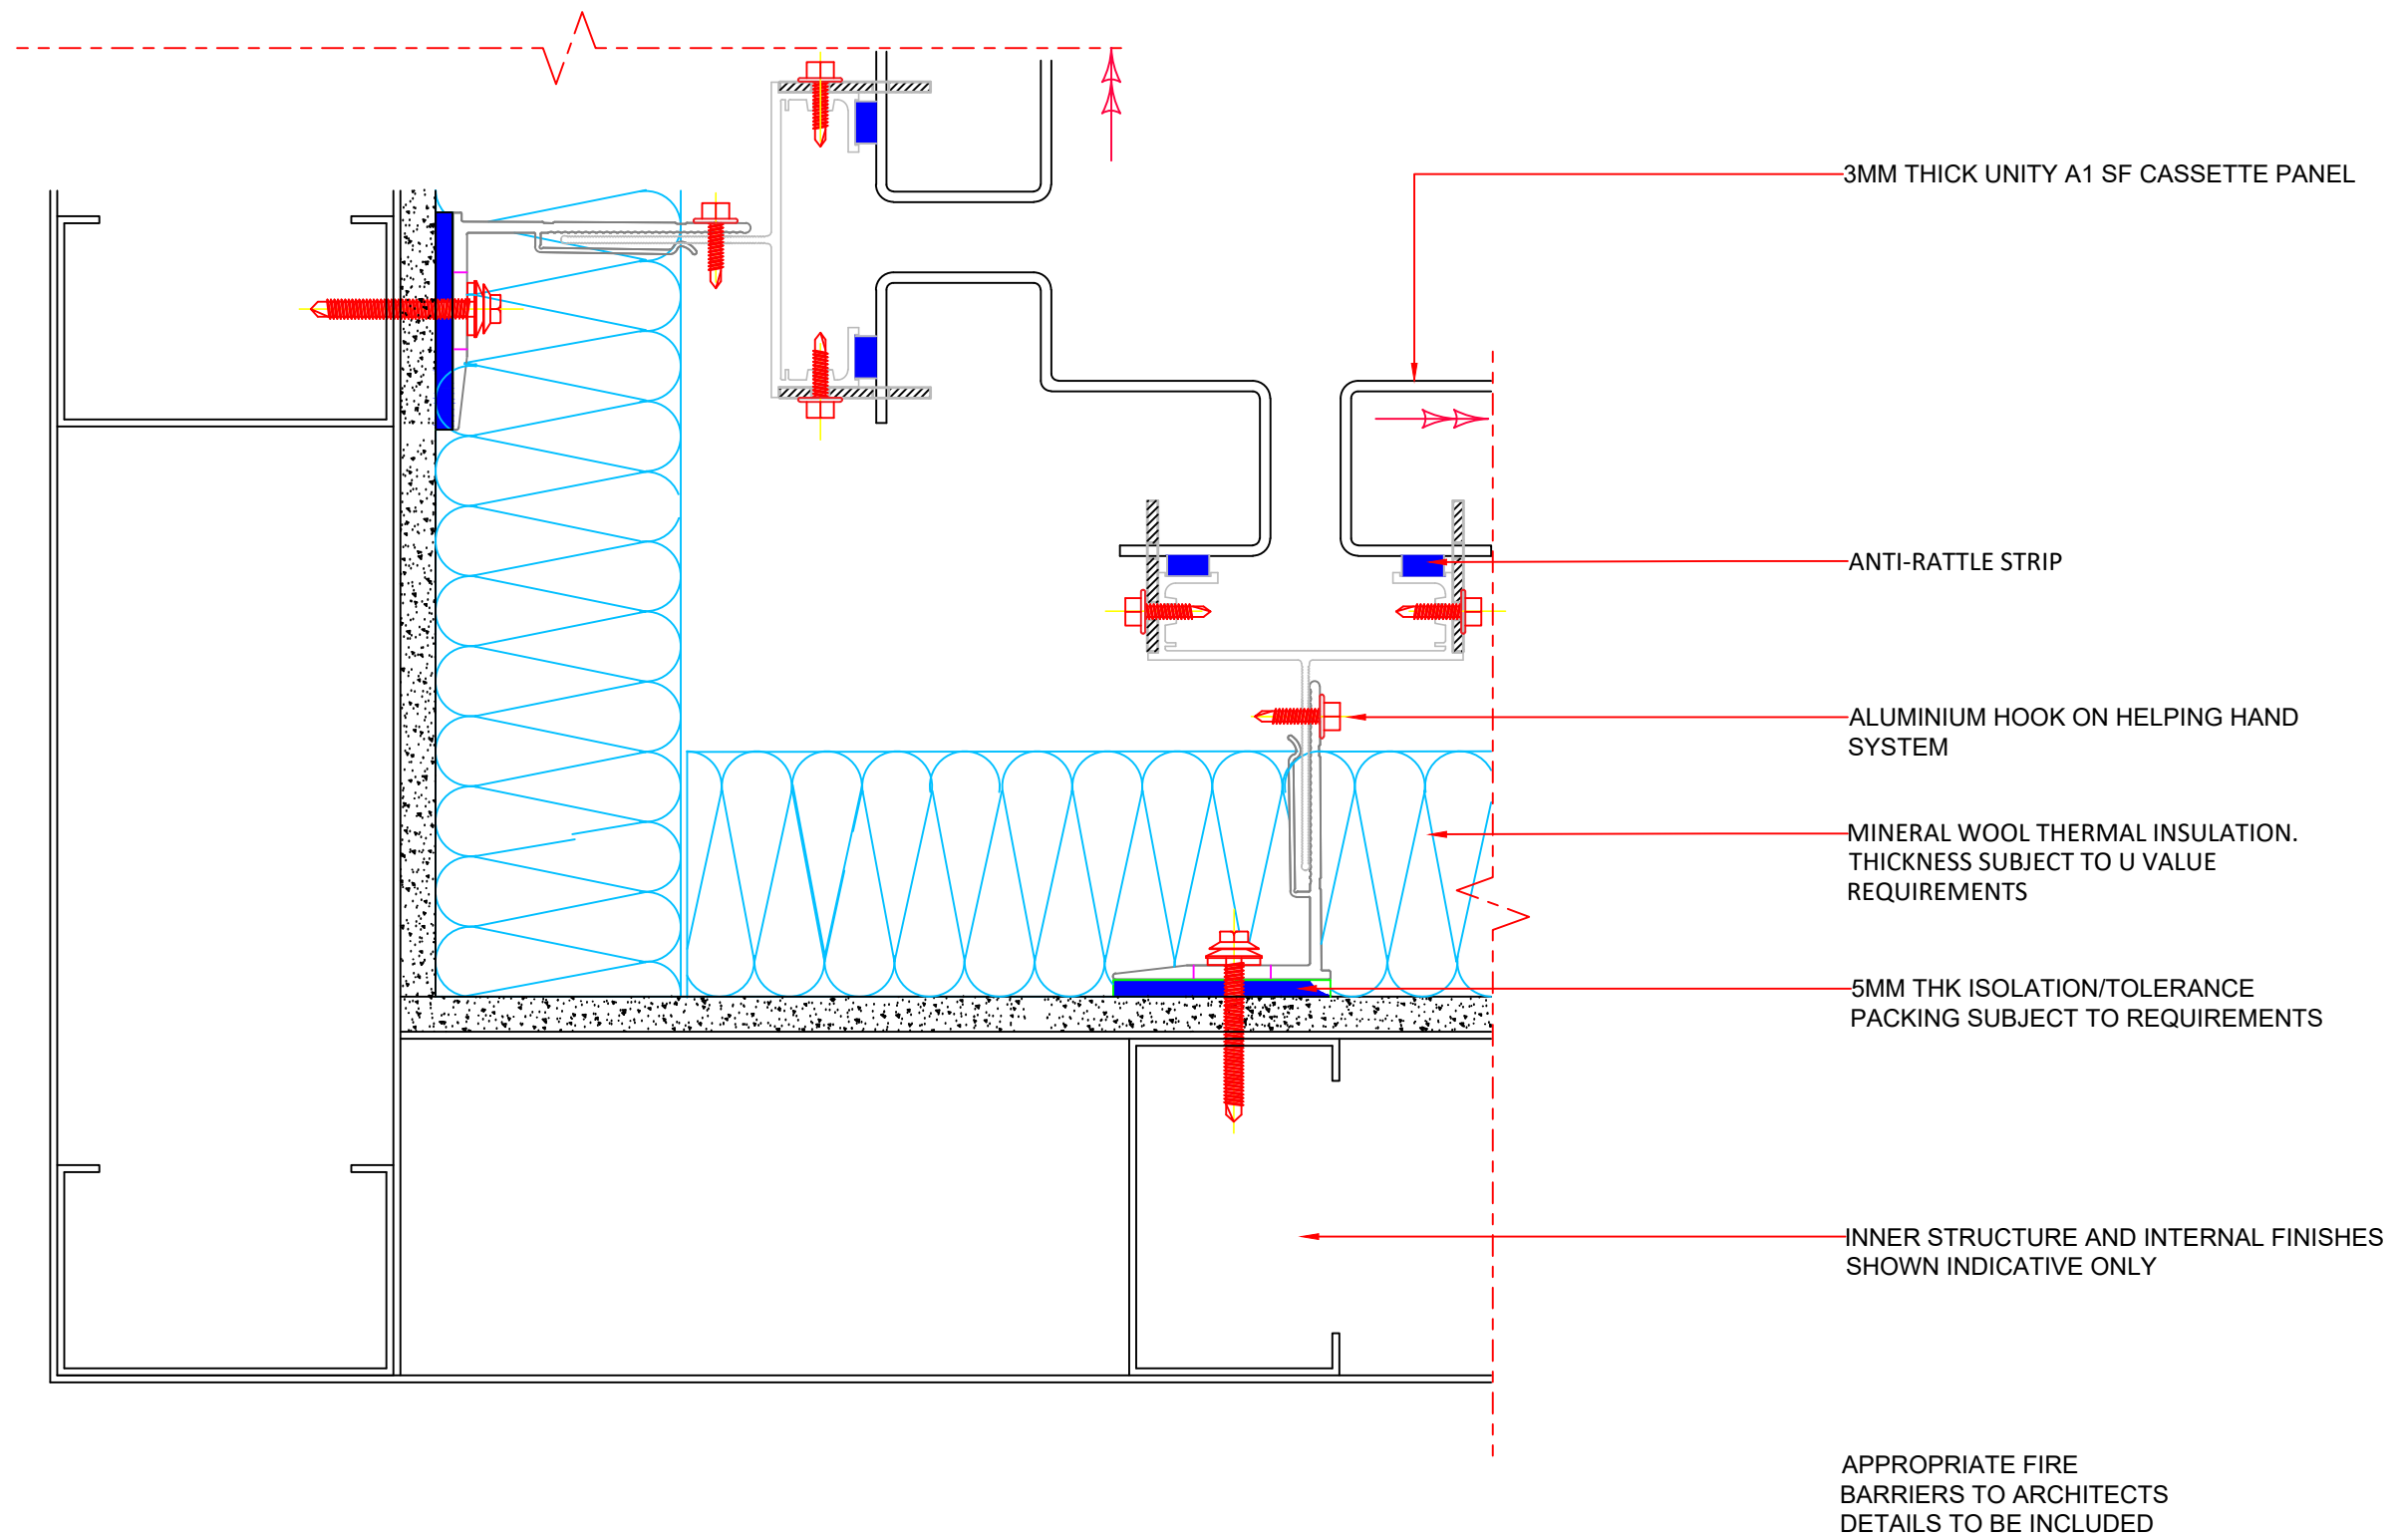 3MM THICK UNITY A1 SF CASSETTE PANEL
ANTI-RATTLE STRIP
ALUMINIUM HOOK ON HELPING HAND
SYSTEM
MINERAL WOOL THERMAL INSULATION.
THICKNESS SUBJECT TO U VALUE
REQUIREMENTS
5MM THK ISOLATION/TOLERANCE
PACKING SUBJECT TO REQUIREMENTS
INNER STRUCTURE AND INTERNAL FINISHES
SHOWN INDICATIVE ONLY
APPROPRIATE FIRE
BARRIERS TO ARCHITECTS
DETAILS TO BE INCLUDED